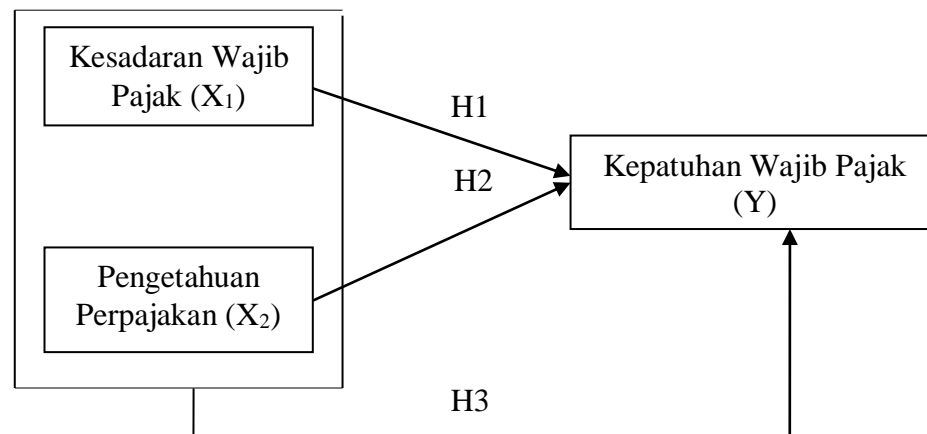 Kesadaran Wajib
Pajak (X₁)
H1
H2
Kepatuhan Wajib Pajak
(Y)
Pengetahuan
Perpajakan (X₂)
H3